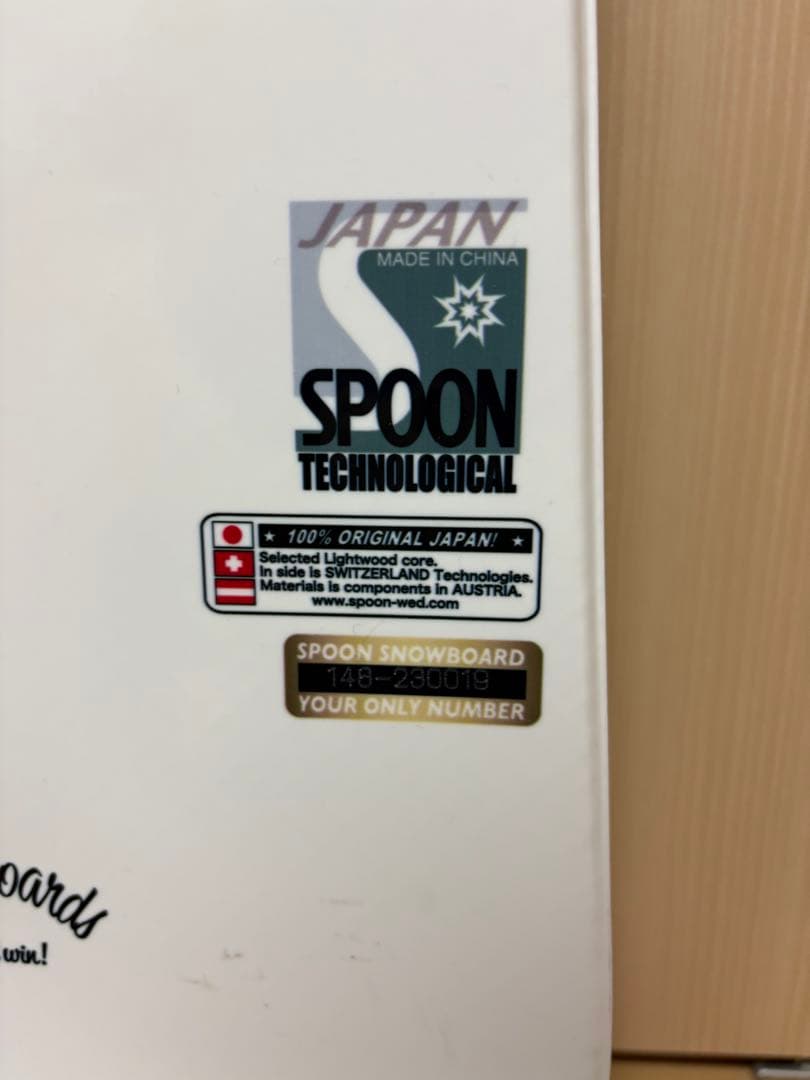 JAPAN
MADE IN CHINA
SPOON
TECHNOLOGICAL
★ 100% ORIGINAL JAPAN! ★
Selected Lightwood core.
In side is SWITZERLAND Technologies.
Materials is components in AUSTRIA.
www.spoon-wed.com
SPOON SNOWBOARD
148-230019
YOUR ONLY NUMBER
oards
win!